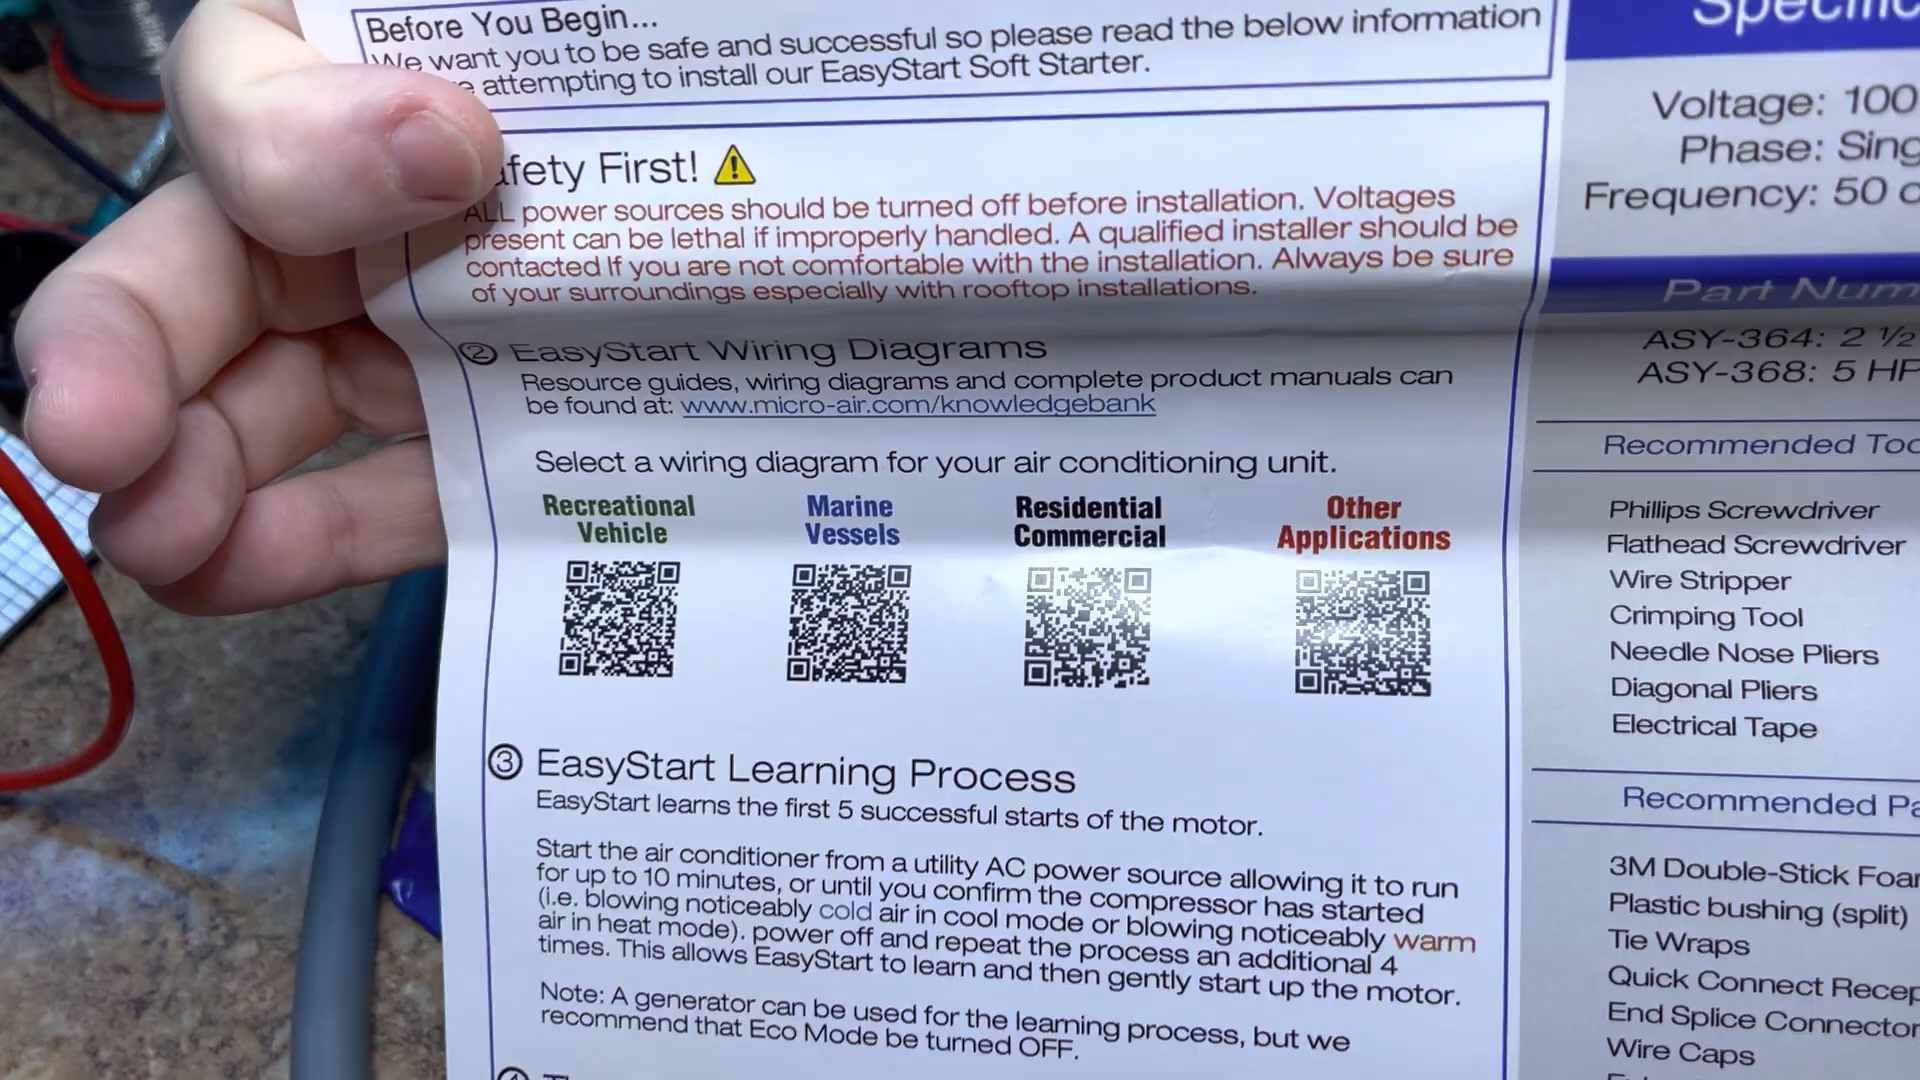 Before You Begin...
We want you to be safe and successful so please read the below information
attempting to install our EasyStart Soft Starter.
fety First!
ALL power sources should be turned off before installation. Voltages
present can be lethal if improperly handled. A qualified installer should be
contacted If you are not comfortable with the installation. Always be sure
of your surroundings especially with rooftop installations.
② EasyStart Wiring Diagrams
Resource guides, wiring diagrams and complete product manuals can
be found at: www.micro-air.com/knowledgebank
Select a wiring diagram for your air conditioning unit.
Recreational
Vehicle
Marine
Vessels
Residential
Commercial
Other
Applications
③ EasyStart Learning Process
EasyStart learns the first 5 successful starts of the motor.
Start the air conditioner from a utility AC power source allowing it to run
for up to 10 minutes, or until you confirm the compressor has started
(i.e. blowing noticeably cold air in cool mode or blowing noticeably warm
air in heat mode). power off and repeat the process an additional 4
times. This allows EasyStart to learn and then gently start up the motor.
Note: A generator can be used for the learning process, but we
recommend that Eco Mode be turned OFF.
Specific
Voltage: 100
Phase: Sing
Frequency: 50 o
Part Num
ASY-364: 2 ½
ASY-368: 5 HP
Recommended Too
Phillips Screwdriver
Flathead Screwdriver
Wire Stripper
Crimping Tool
Needle Nose Pliers
Diagonal Pliers
Electrical Tape
Recommended Pa
3M Double-Stick Foam
Plastic bushing (split)
Tie Wraps
Quick Connect Recep
End Splice Connector
Wire Caps